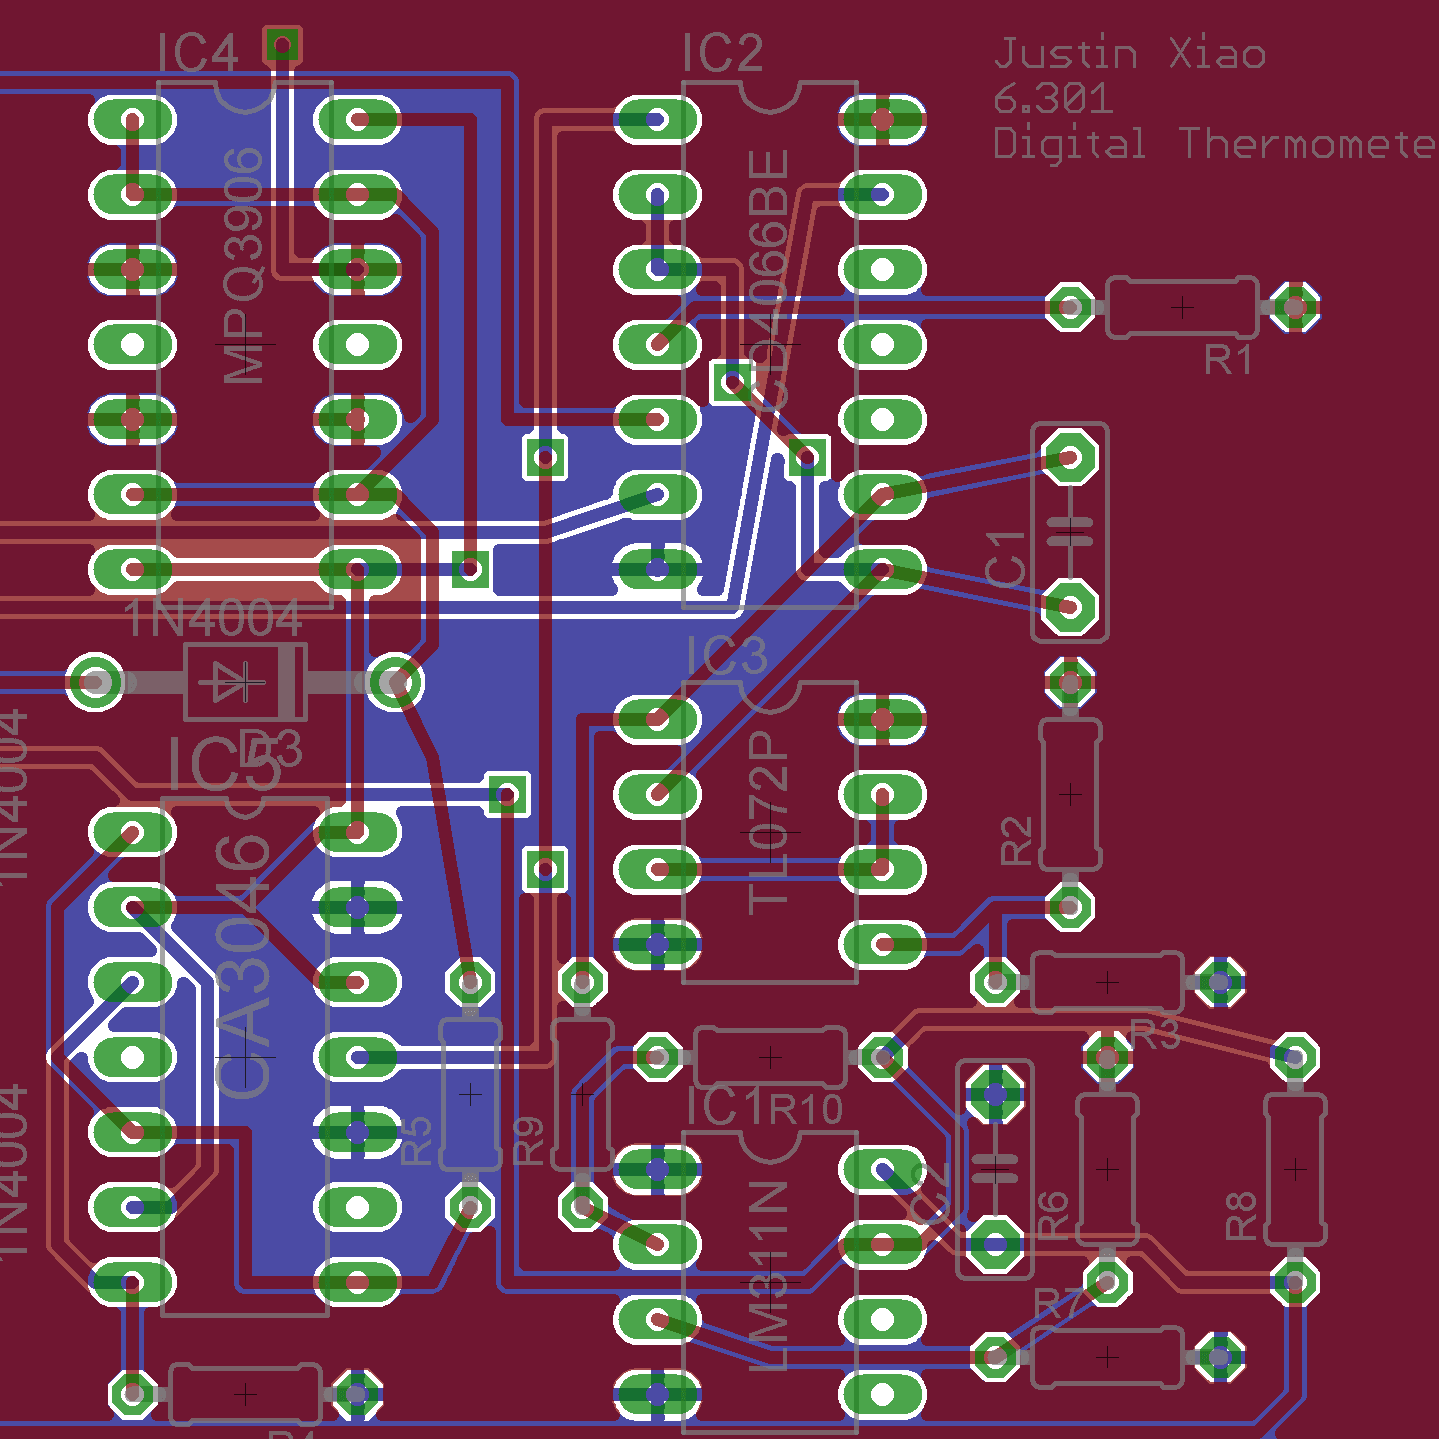 IC4
IC2
Justin Xiao
6.301
Digital Thermomete
MPQ3906
CD4066BE
R1
C1
1N4004
IC3
D3
1N4004
IC5
TL072P
R2
CA3046
R3
R5
R9
IC1
R10
C2
R6
R8
1N4004
LM311N
R7